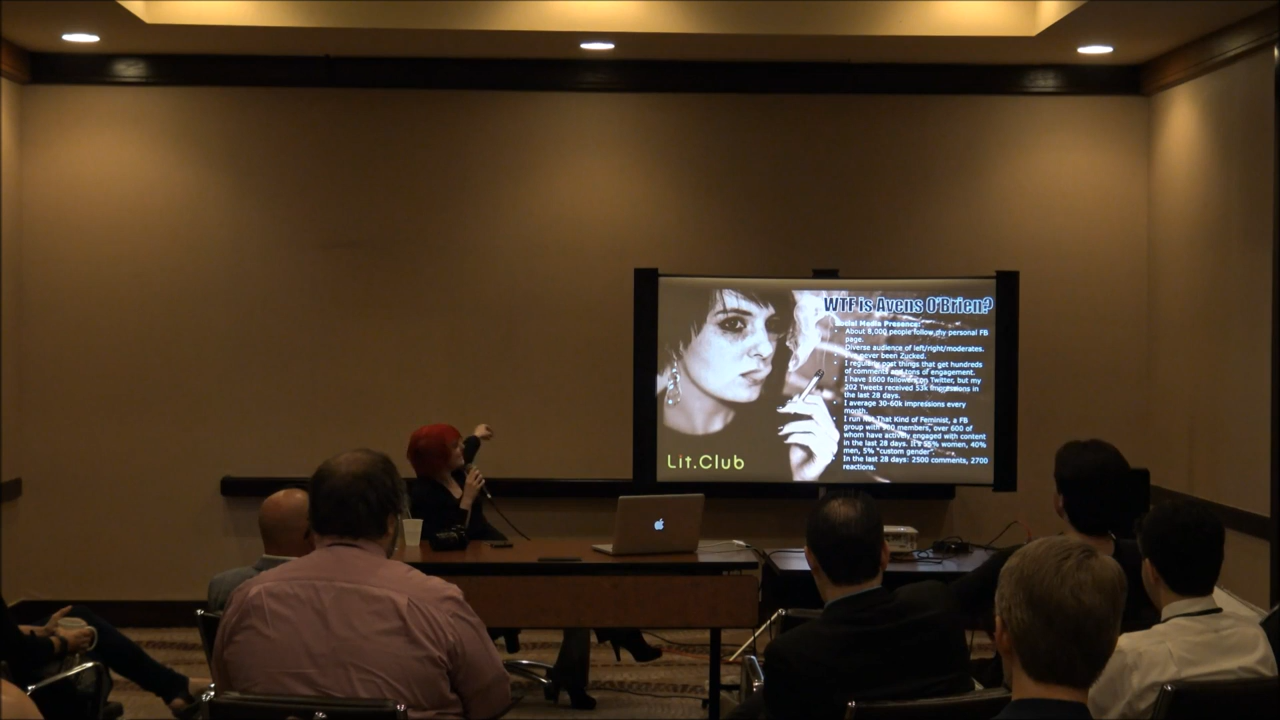 WTF is Avens O'Brien?
Social Media Presence:
• About 8,000 people follow my personal FB
page.
Diverse audience of left/right/moderates.
I've never been Zucked.
• I regularly post things that get hundreds
of comments and tons of engagement.
I have 1600 followers on Twitter, but my
202 Tweets received 53k impressions in
the last 28 days.
I average 30-60k impressions every
month.
I run Not That Kind of Feminist, a FB
group with members, over 600 of
whom have actively engaged with content
in the last 28 days. It's 55% women, 40%
men, 5% "custom gender".
In the last 28 days: 2500 comments, 2700
reactions.
Lit.Club